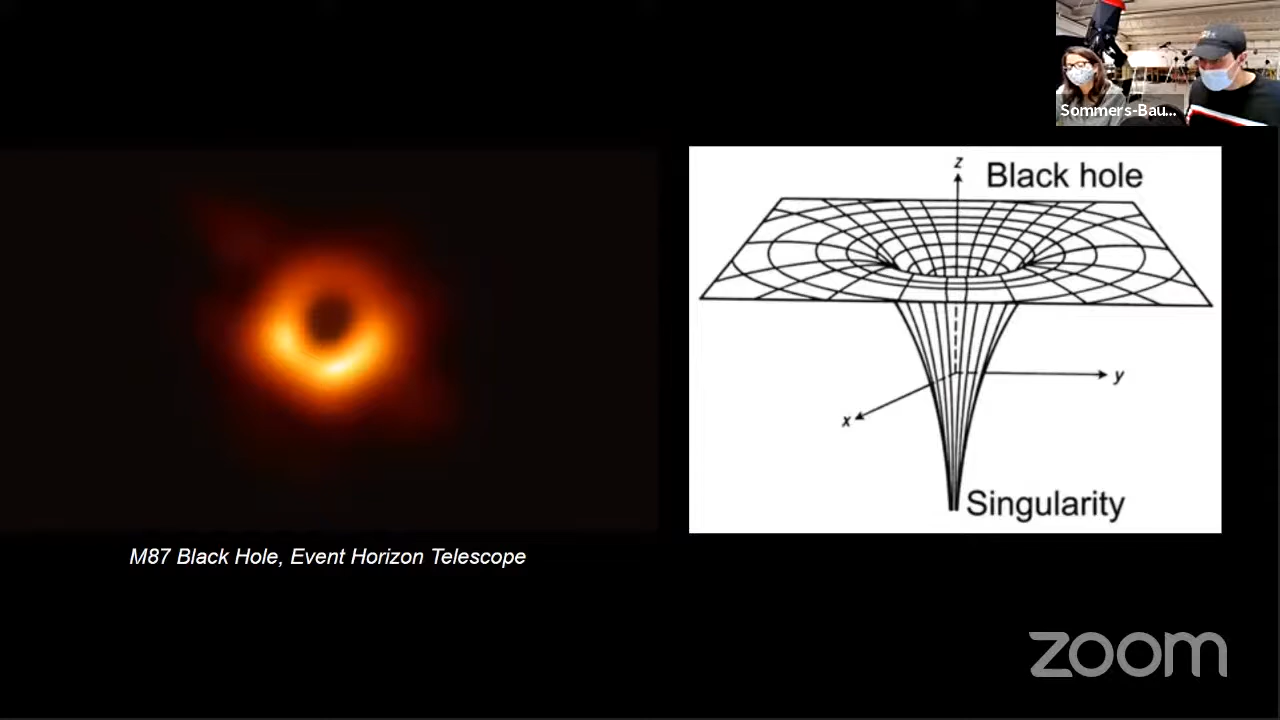 Sommers-Bau...
z
Black hole
y
x
Singularity
M87 Black Hole, Event Horizon Telescope
zoom